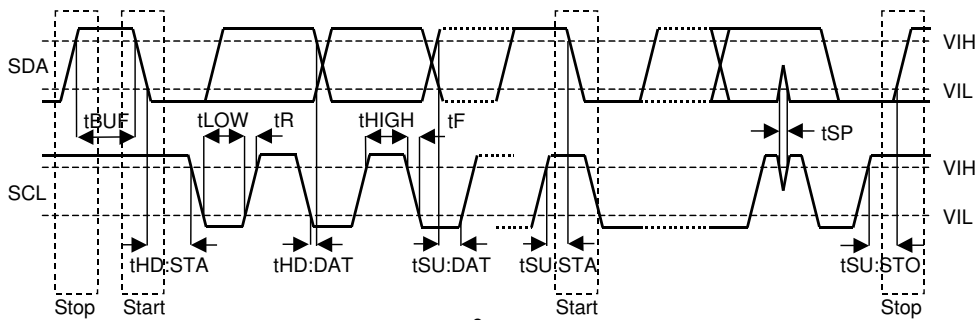 VIH
SDA
VIL
tBUF tLOW tR tHIGH tF tSP
VIH
SCL
VIL
tHD:STA tHD:DAT tSU:DAT tSU:STA tSU:STO
Stop Start Start Stop